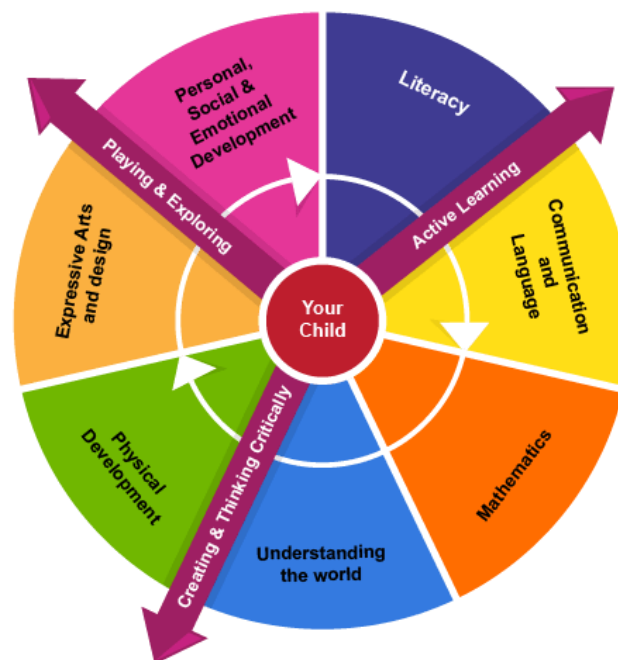 Personal,
Social &
Emotional
Development
Literacy
Playing & Exploring
Active Learning
Expressive Arts
and design
Communication
and
Language
Your
Child
Physical
Development
Creating & Thinking Critically
Understanding
the world
Mathematics